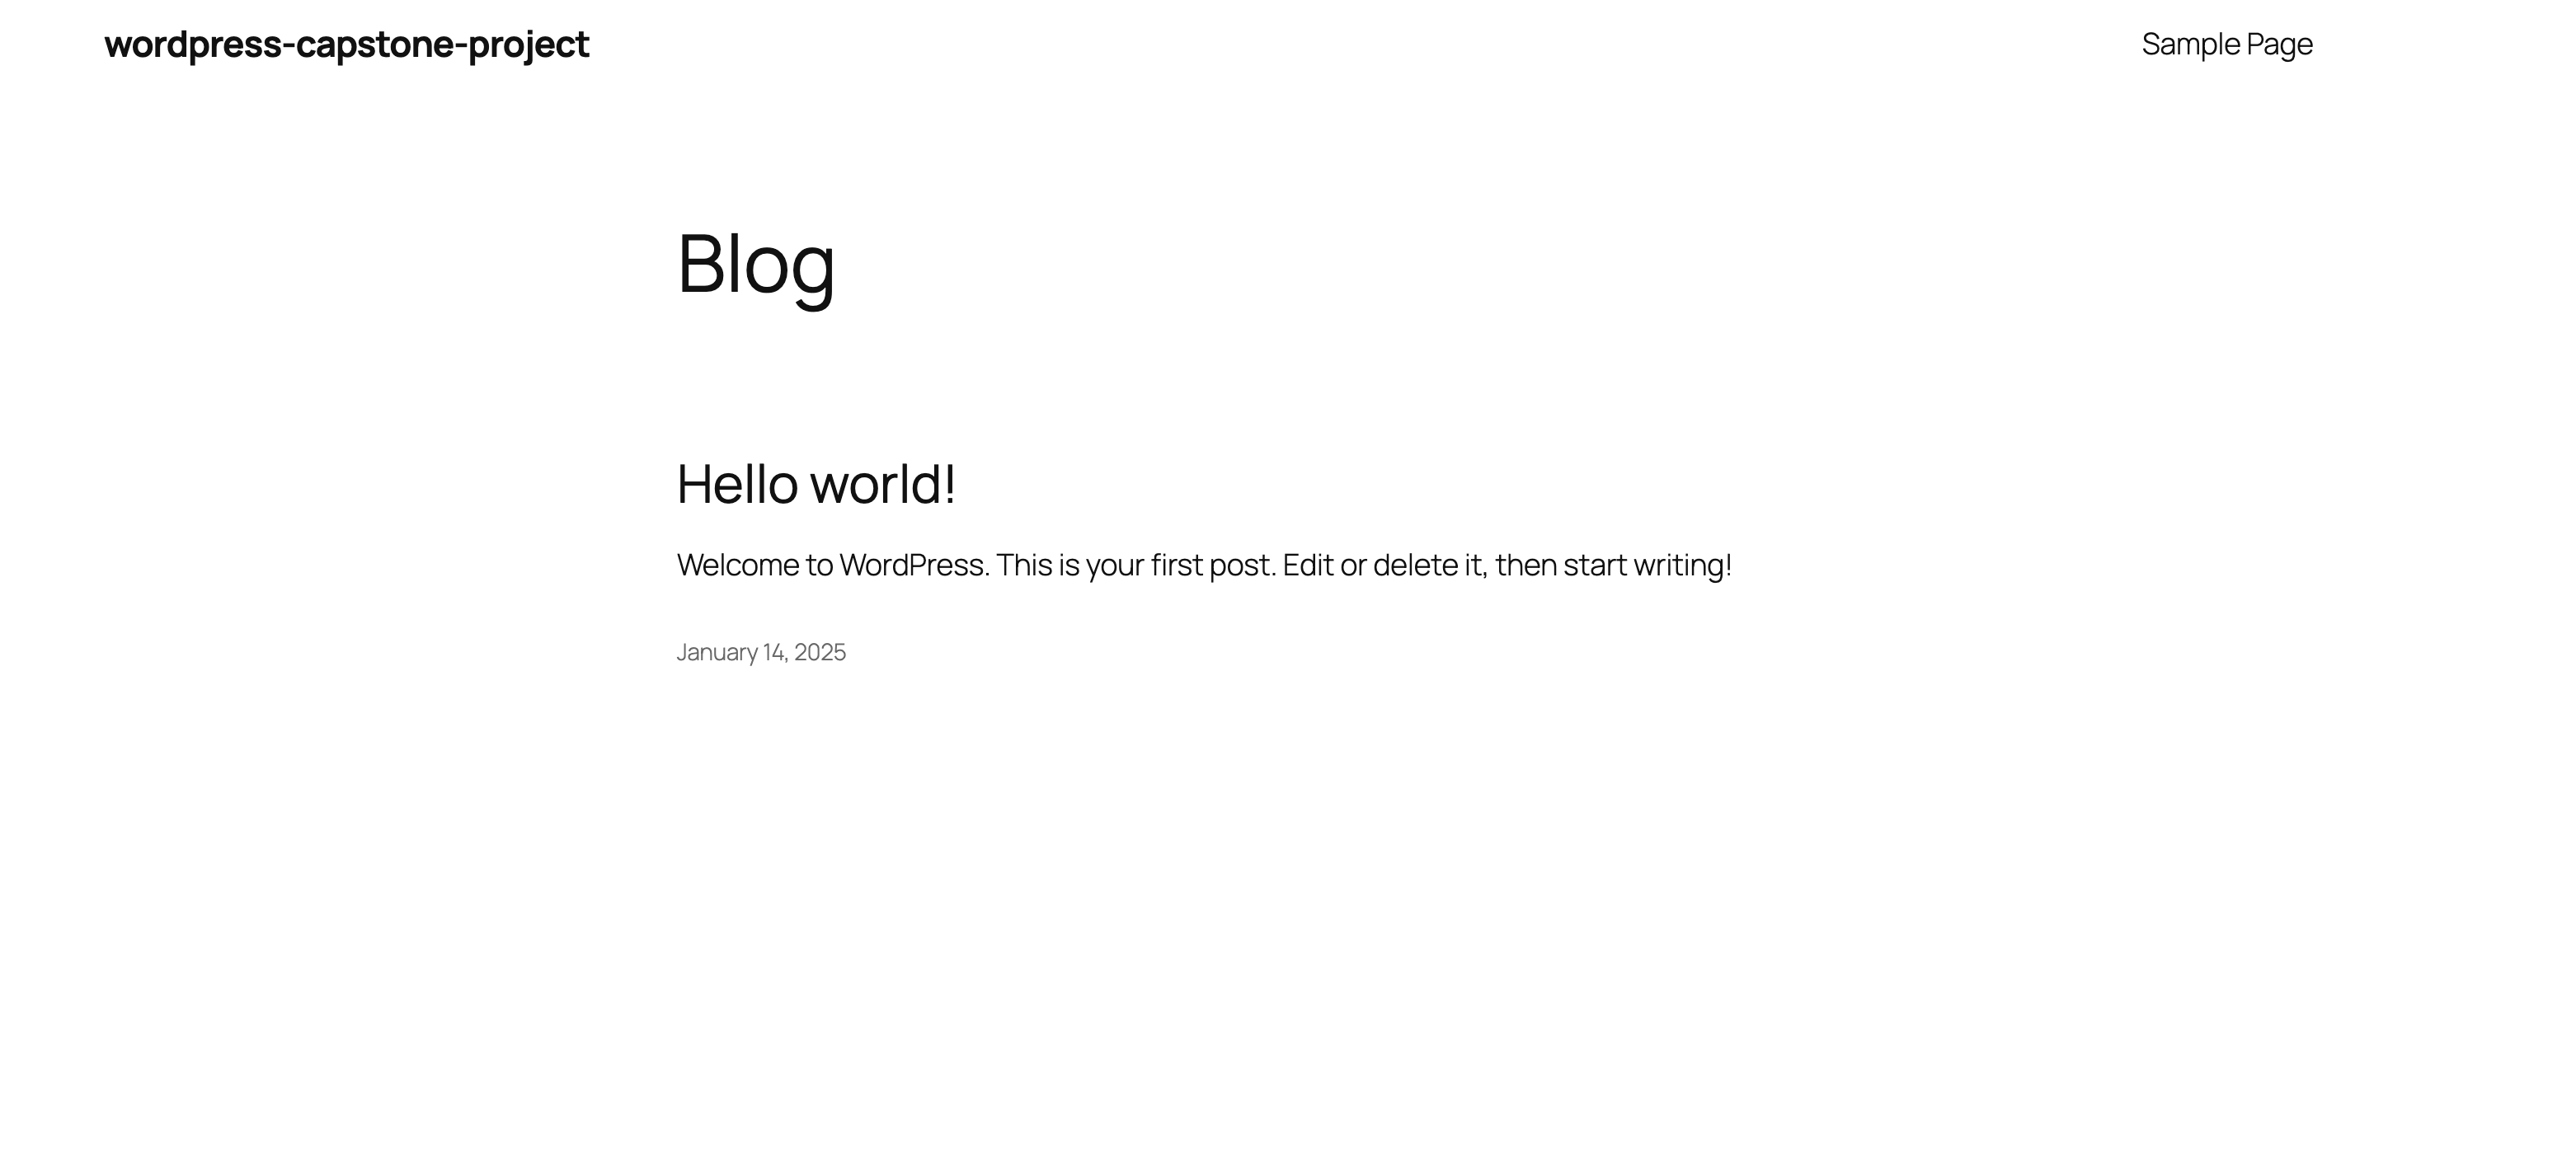 wordpress-capstone-project
Sample Page
Blog
Hello world!
Welcome to WordPress. This is your first post. Edit or delete it, then start writing!
January 14, 2025